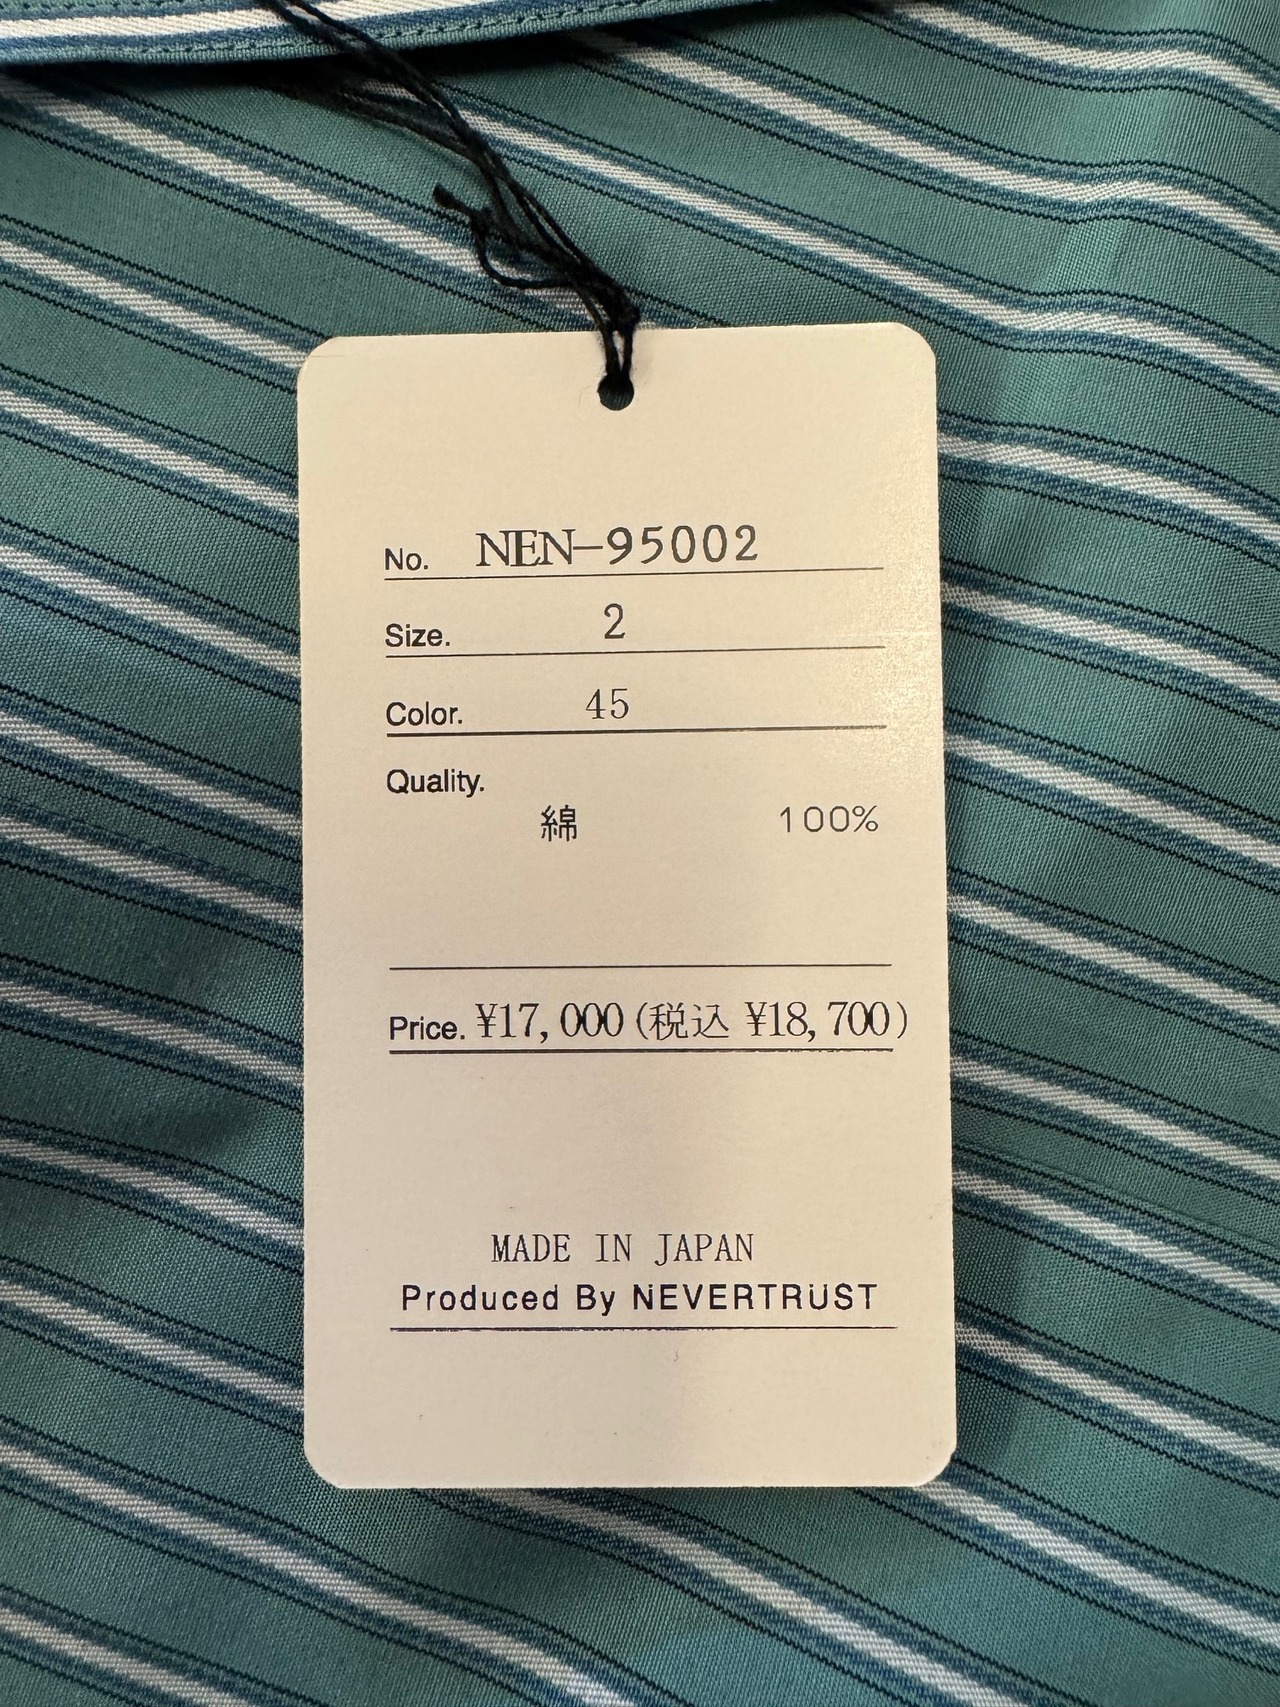 No. NEN-95002
Size. 2
Color. 45
Quality.
綿 100%
Price. ¥17,000(税込 ¥18,700)
MADE IN JAPAN
Produced By NEVERTRUST